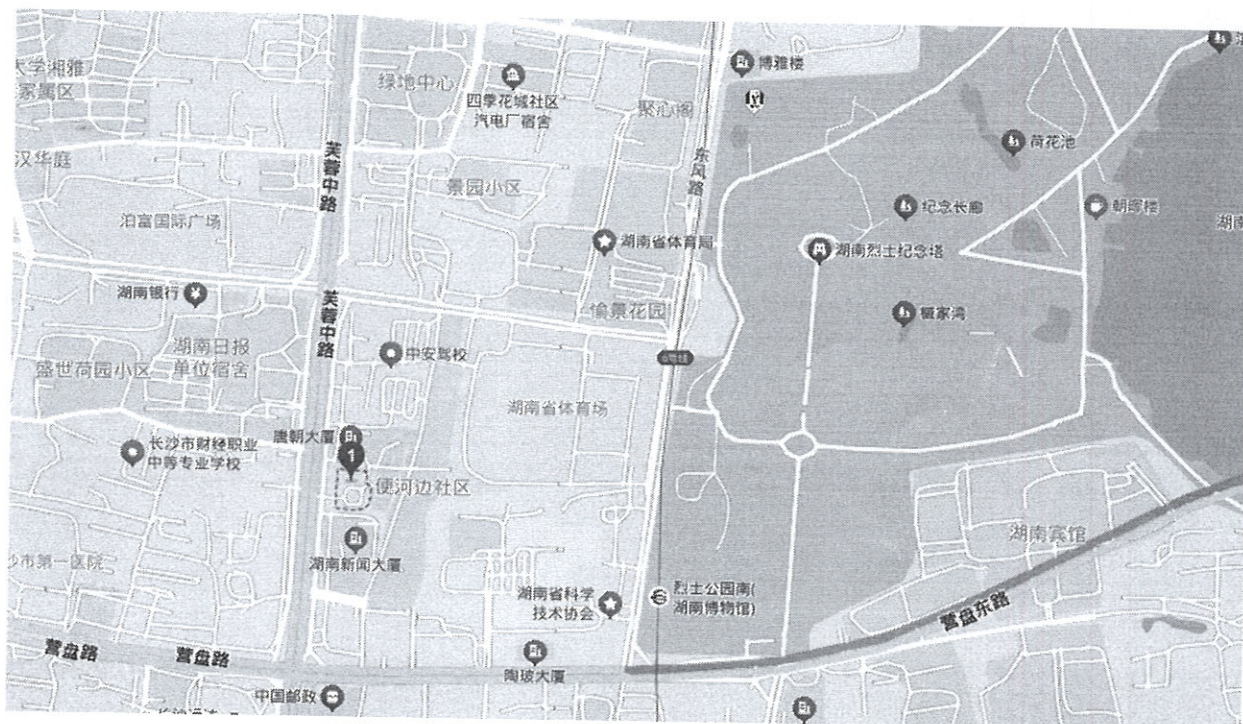 博雅楼
大学湘雅
家属区
绿地中心
四季花城社区
汽电厂宿舍
聚心阁
荷花池
汉华庭
芙蓉中路
东风路
景园小区
纪念长廊
朝晖楼
泊富国际广场
湖南省体育局
湖南烈士纪念塔
湖南
湖南银行
芙蓉中路
愉景花园
湖南日报
单位宿舍
盛世荷园小区
中安驾校
湖南省体育场
唐朝大厦
1
长沙市财经职业
中等专业学校
便河边社区
湖南新闻大厦
湖南宾馆
沙市第一医院
湖南省科学
技术协会
烈士公园南(
湖南博物馆)
营盘东路
营盘路
营盘路
陶玻大厦
中国邮政